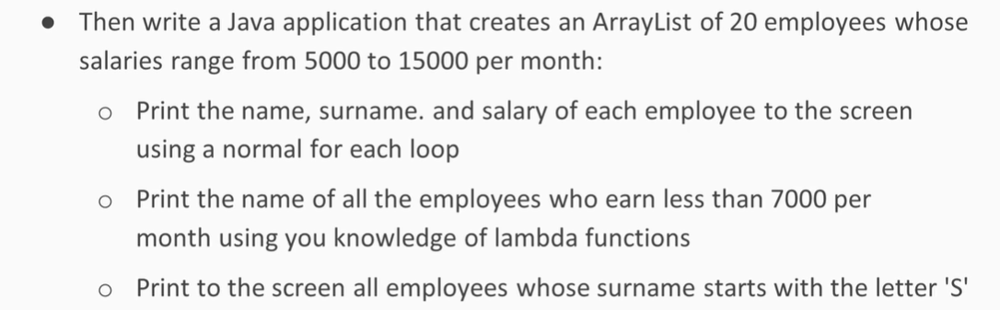 ● Then write a Java application that creates an ArrayList of 20 employees whose
salaries range from 5000 to 15000 per month:
○ Print the name, surname. and salary of each employee to the screen
using a normal for each loop
○ Print the name of all the employees who earn less than 7000 per
month using you knowledge of lambda functions
○ Print to the screen all employees whose surname starts with the letter 'S'